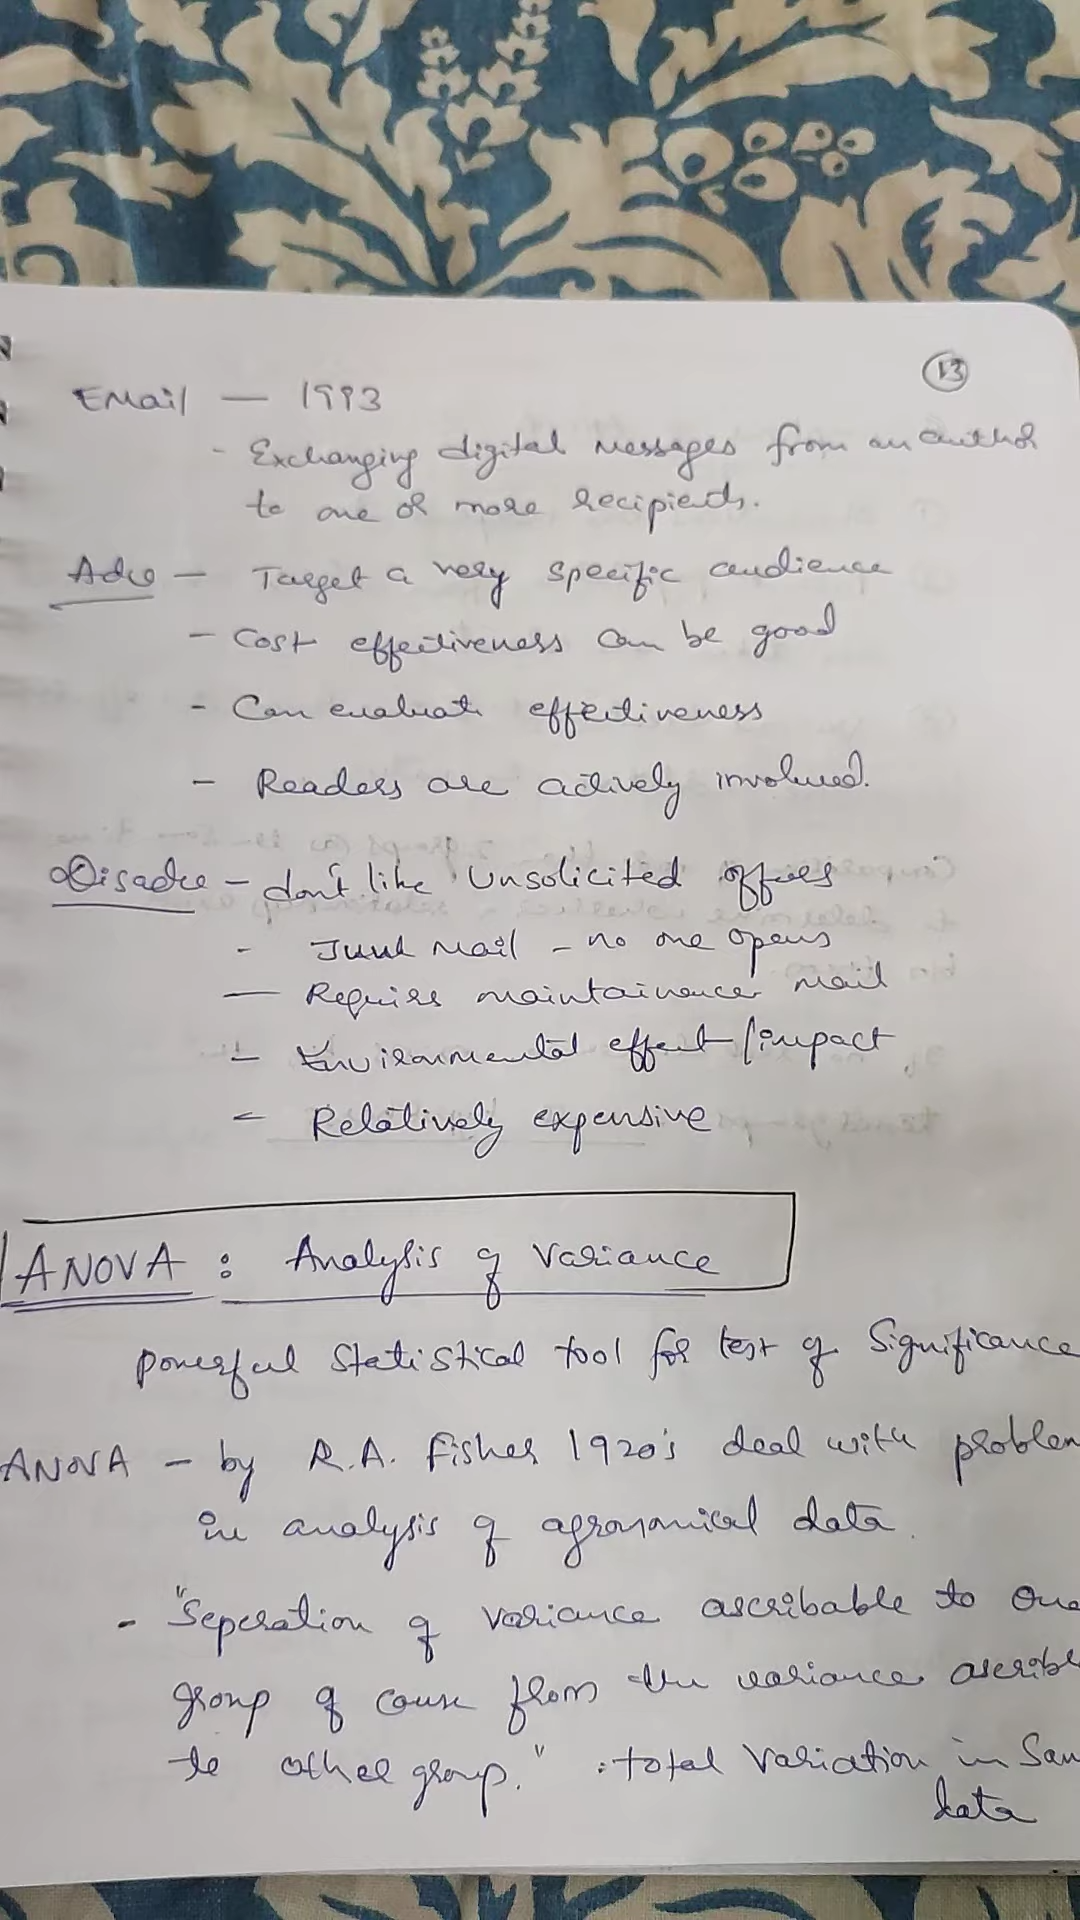 13
EMail — 1993
- Exchanging digital messages from an author
to one or more recipients.
Adv — Target a very specific audience
- Cost effectiveness can be good
- Can evaluate effectiveness
- Readers are actively involved.
Disadv - don't like Unsolicited offers
- Junk Mail - no one opens
— Requires maintainence mail
- Environmental effect/impact
- Relatively expensive
ANOVA : Analysis of Variance
Powerful Statistical tool for test of Significance
ANOVA - by R.A. Fisher 1920's deal with problem
in analysis of agronomical data.
- "Seperation of variance ascribable to one
group of cause from the variance ascribl
to other group." : total Variation in Sam
data